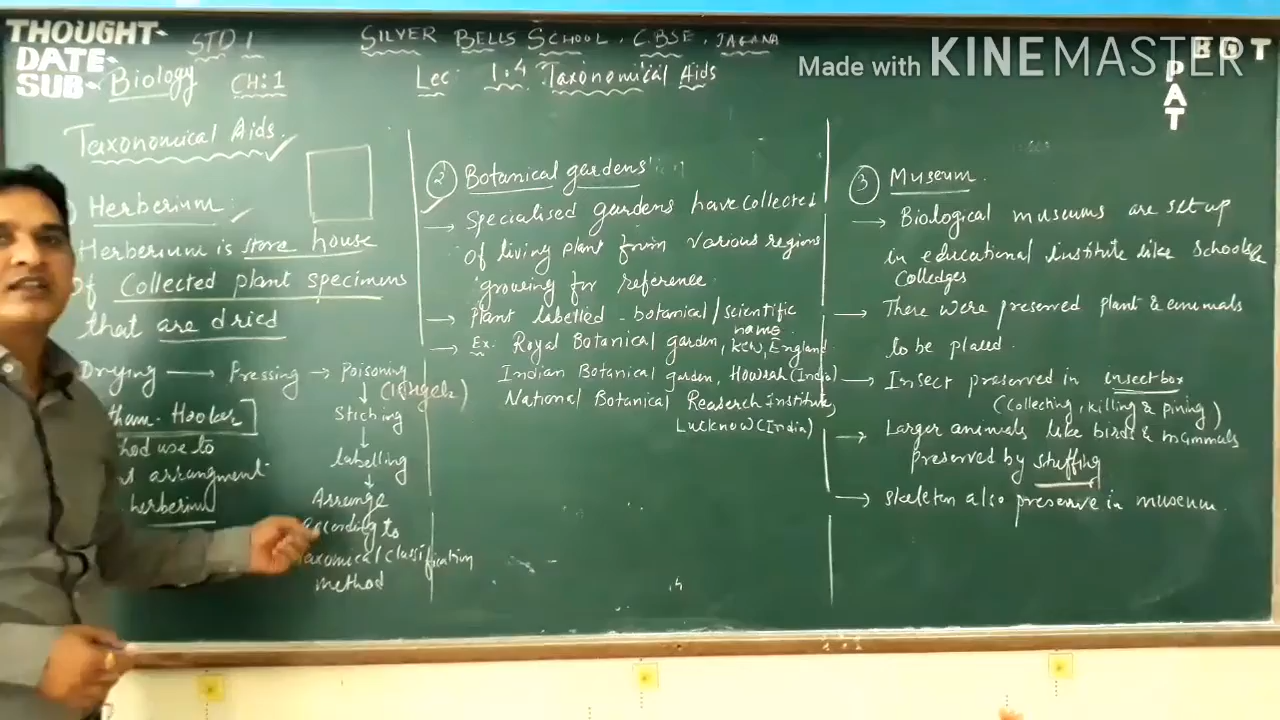 THOUGHT-
DATE-
SUB-
STD 1
SILVER BELLS SCHOOL, CBSE, JAGANA
Biology
CH:1
Lec: 1.4 Taxonomical Aids
Made with KINEMASTER
P
A
T
Taxonomical Aids.
Herberium
Herberium is store house
Of Collected plant specimens
that are dried
Drying → Pressing → Poisoning
↓
Stiching
↓
labelling
↓
Arrange
according to
classification
method
Hooker
use to
arrangment
herberium
2 Botanical gardens
→ Specialised gardens have collected
of living plant from various regions
growing for reference
→ Plant labelled - botanical/scientific
name.
→ Ex. Royal Botanical garden, Kew, England
Indian Botanical garden, Howrah (India)
National Botanical Reaserch Institute,
Lucknow (India)
3 Museum.
→ Biological museums are set up
in educational institute like schools &
Colledges
→ There were preserved plant & animals
to be placed.
→ Insect preserved in insect box
(collecting, killing & pining)
→ Larger animals like birds & mammals
preserved by stuffing
→ Skeleton also preserve in museum.